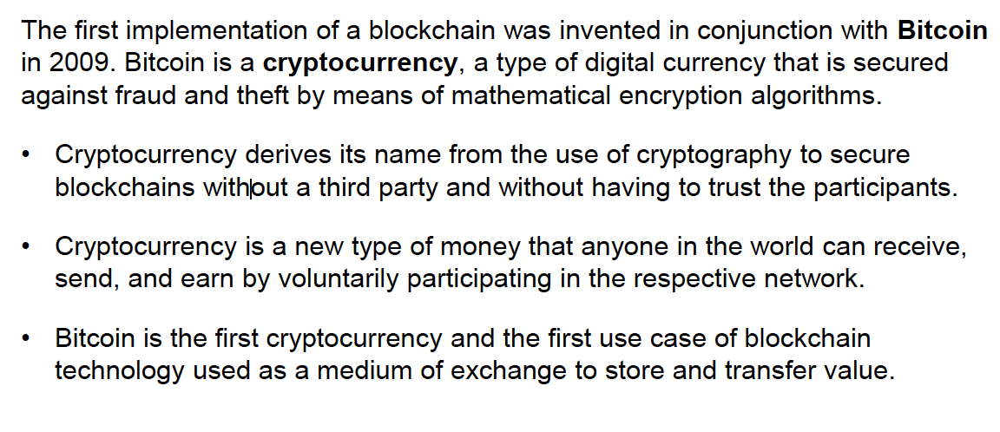 The first implementation of a blockchain was invented in conjunction with Bitcoin
in 2009. Bitcoin is a cryptocurrency, a type of digital currency that is secured
against fraud and theft by means of mathematical encryption algorithms.
• Cryptocurrency derives its name from the use of cryptography to secure
blockchains without a third party and without having to trust the participants.
• Cryptocurrency is a new type of money that anyone in the world can receive,
send, and earn by voluntarily participating in the respective network.
• Bitcoin is the first cryptocurrency and the first use case of blockchain
technology used as a medium of exchange to store and transfer value.